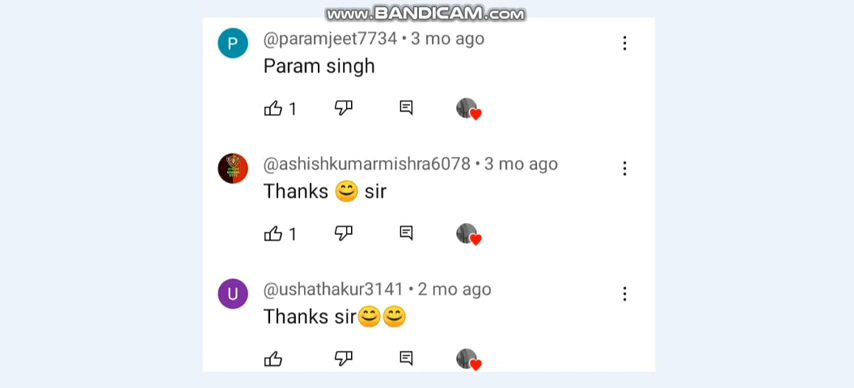 www.BANDICAM.com
P
@paramjeet7734 • 3 mo ago
Param singh
1
@ashishkumarmishra6078 • 3 mo ago
Thanks 😊 sir
1
U
@ushathakur3141 • 2 mo ago
Thanks sir😊😊